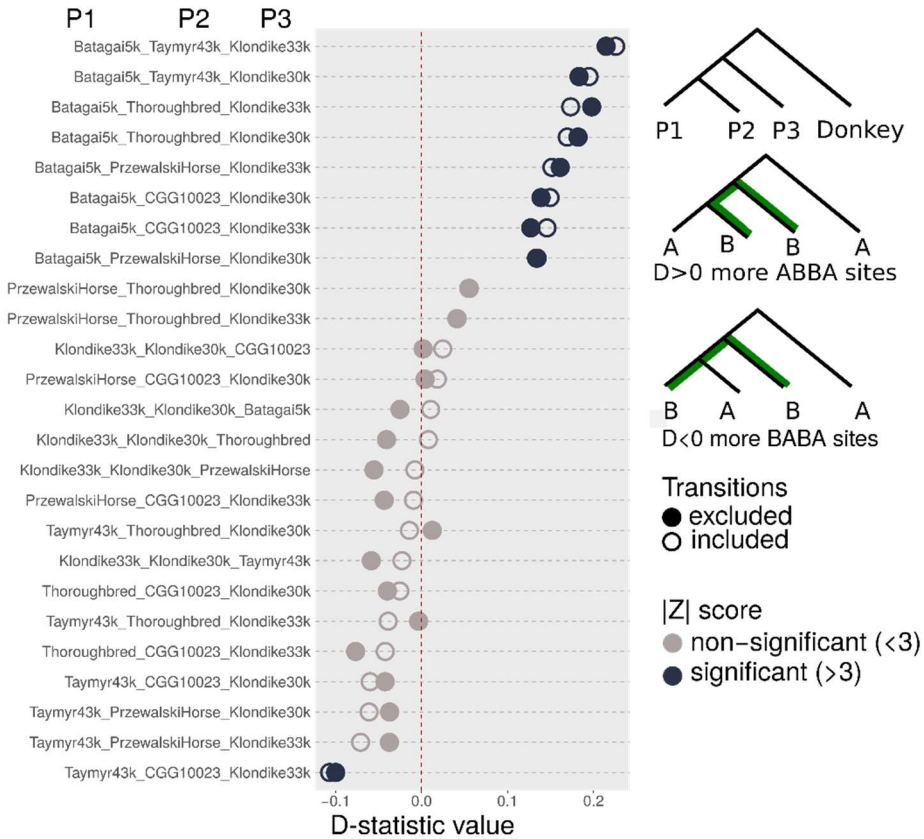 P1 P2 P3
Batagai5k_Taymyr43k_Klondike33k
Batagai5k_Taymyr43k_Klondike30k
Batagai5k_Thoroughbred_Klondike33k
Batagai5k_Thoroughbred_Klondike30k
Batagai5k_PrzewalskiHorse_Klondike33k
Batagai5k_CGG10023_Klondike30k
Batagai5k_CGG10023_Klondike33k
Batagai5k_PrzewalskiHorse_Klondike30k
PrzewalskiHorse_Thoroughbred_Klondike30k
PrzewalskiHorse_Thoroughbred_Klondike33k
Klondike33k_Klondike30k_CGG10023
PrzewalskiHorse_CGG10023_Klondike30k
Klondike33k_Klondike30k_Batagai5k
Klondike33k_Klondike30k_Thoroughbred
Klondike33k_Klondike30k_PrzewalskiHorse
PrzewalskiHorse_CGG10023_Klondike33k
Taymyr43k_Thoroughbred_Klondike30k
Klondike33k_Klondike30k_Taymyr43k
Thoroughbred_CGG10023_Klondike30k
Taymyr43k_Thoroughbred_Klondike33k
Thoroughbred_CGG10023_Klondike33k
Taymyr43k_CGG10023_Klondike30k
Taymyr43k_PrzewalskiHorse_Klondike30k
Taymyr43k_PrzewalskiHorse_Klondike33k
Taymyr43k_CGG10023_Klondike33k
−0.1 0.0 0.1 0.2
D-statistic value
P1 P2 P3 Donkey
A B B A
D>0 more ABBA sites
B A B A
D<0 more BABA sites
Transitions
excluded
included
|Z| score
non−significant (<3)
significant (>3)